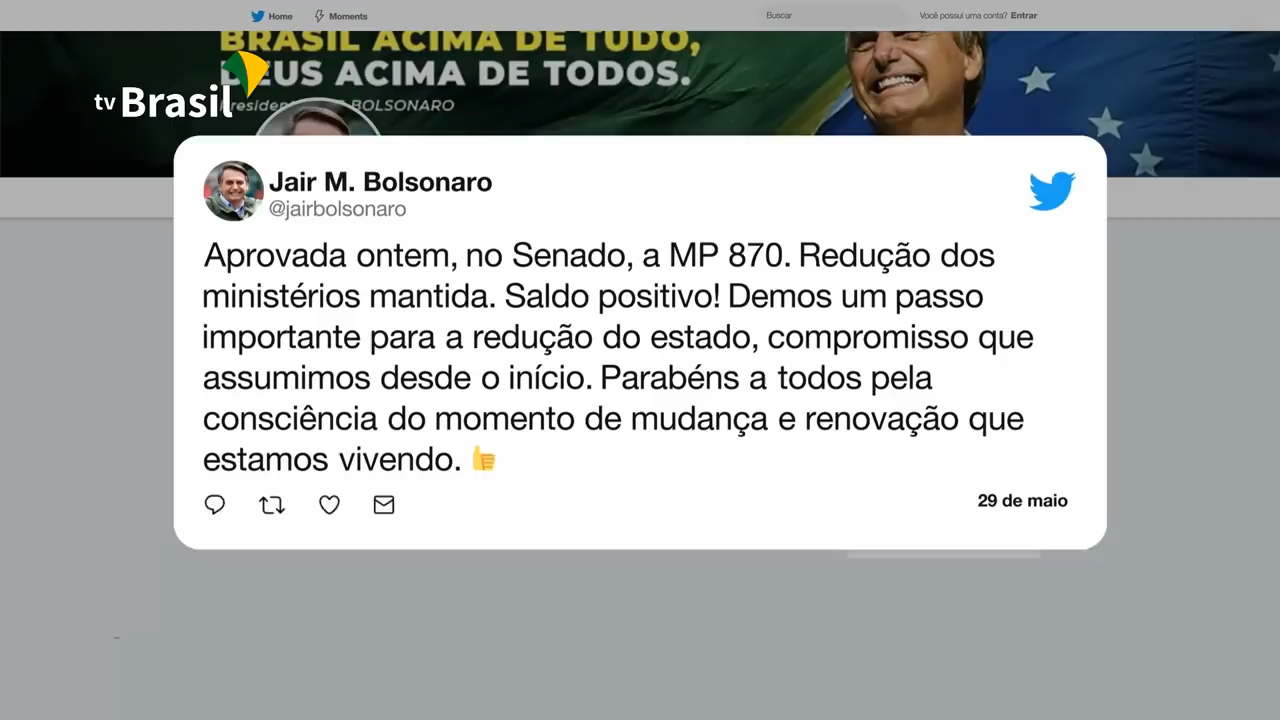 Home Moments Buscar Você possui uma conta? Entrar
BRASIL ACIMA DE TUDO,
DEUS ACIMA DE TODOS.
tv Brasil
BOLSONARO
Jair M. Bolsonaro
@jairbolsonaro
Aprovada ontem, no Senado, a MP 870. Redução dos
ministérios mantida. Saldo positivo! Demos um passo
importante para a redução do estado, compromisso que
assumimos desde o início. Parabéns a todos pela
consciência do momento de mudança e renovação que
estamos vivendo. 👍
29 de maio